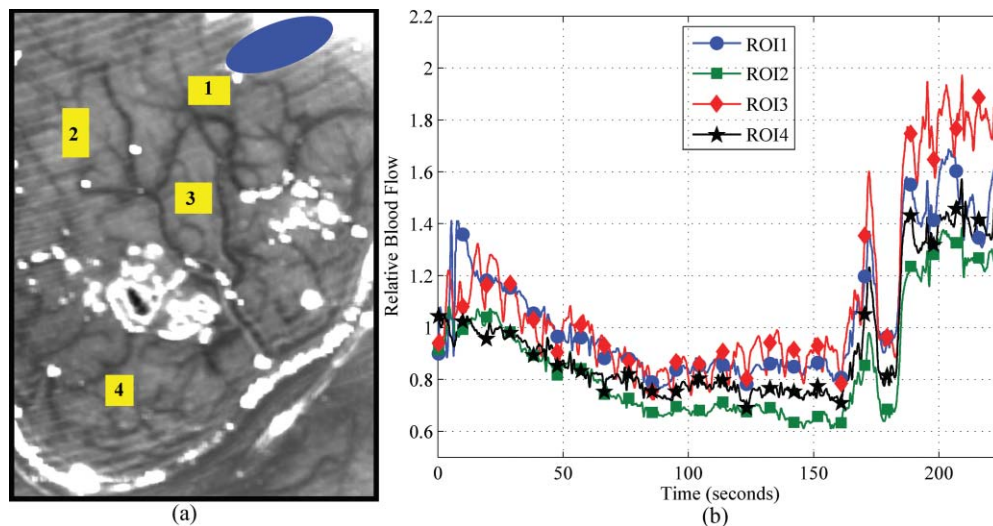 1
2
3
4
(a)
Relative Blood Flow
2.2
2
1.8
1.6
1.4
1.2
1
0.8
0.6
ROI1
ROI2
ROI3
ROI4
0
50
100
150
200
Time (seconds)
(b)